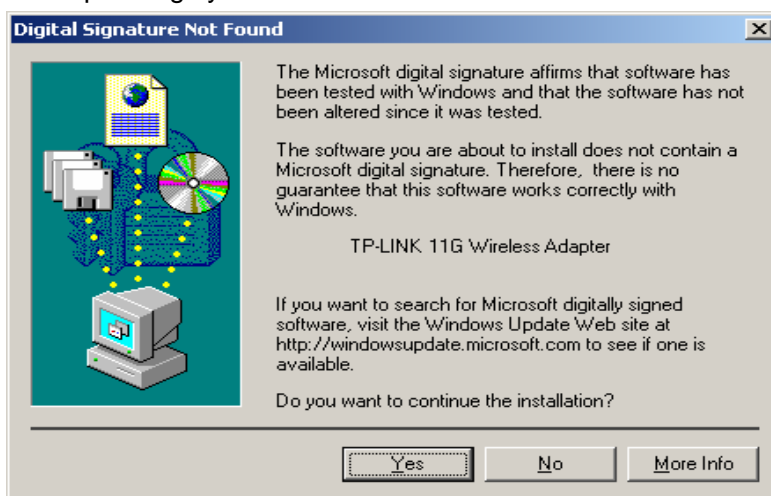 Digital Signature Not Found
The Microsoft digital signature affirms that software has
been tested with Windows and that the software has not
been altered since it was tested.
The software you are about to install does not contain a
Microsoft digital signature. Therefore, there is no
guarantee that this software works correctly with
Windows.
TP-LINK 11G Wireless Adapter
If you want to search for Microsoft digitally signed
software, visit the Windows Update Web site at
http://windowsupdate.microsoft.com to see if one is
available.
Do you want to continue the installation?
Yes No More Info